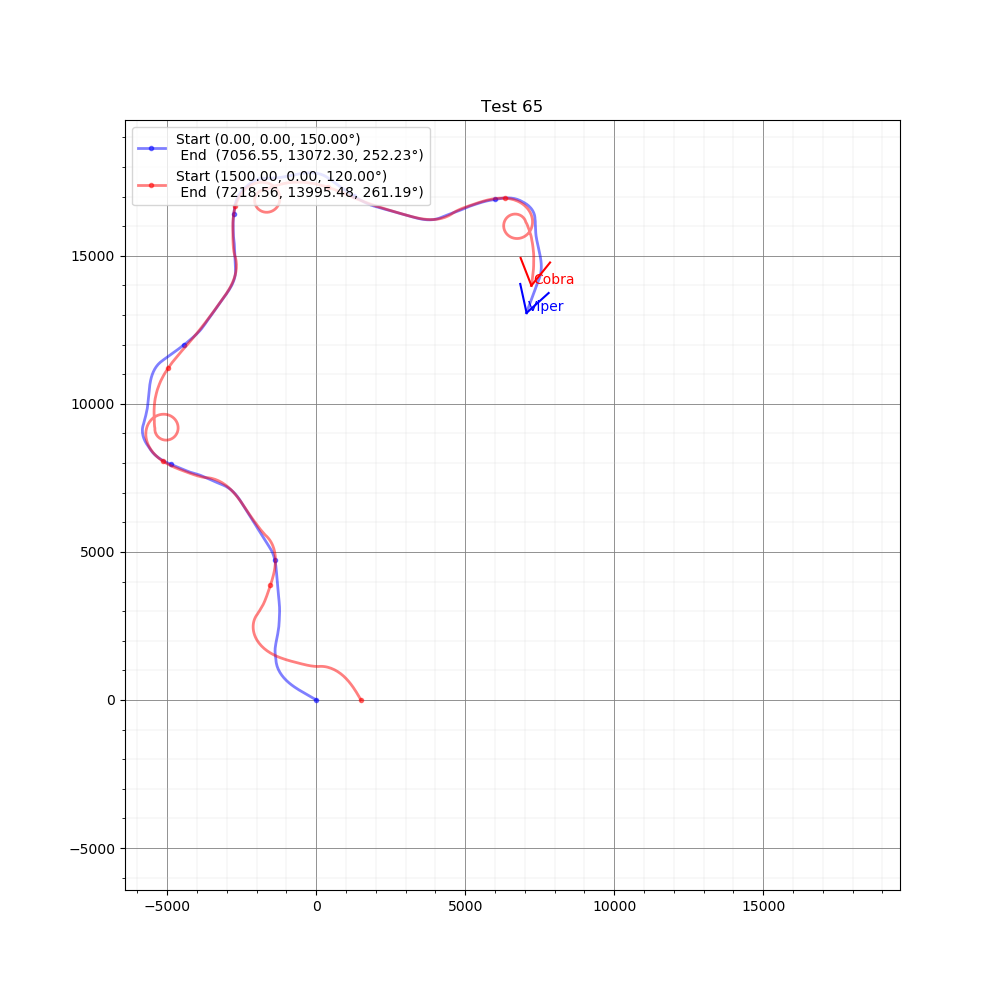 Test 65
Start (0.00, 0.00, 150.00°)
End (7056.55, 13072.30, 252.23°)
Start (1500.00, 0.00, 120.00°)
End (7218.56, 13995.48, 261.19°)
15000
10000
5000
0
−5000
Cobra
Viper
−5000 0 5000 10000 15000